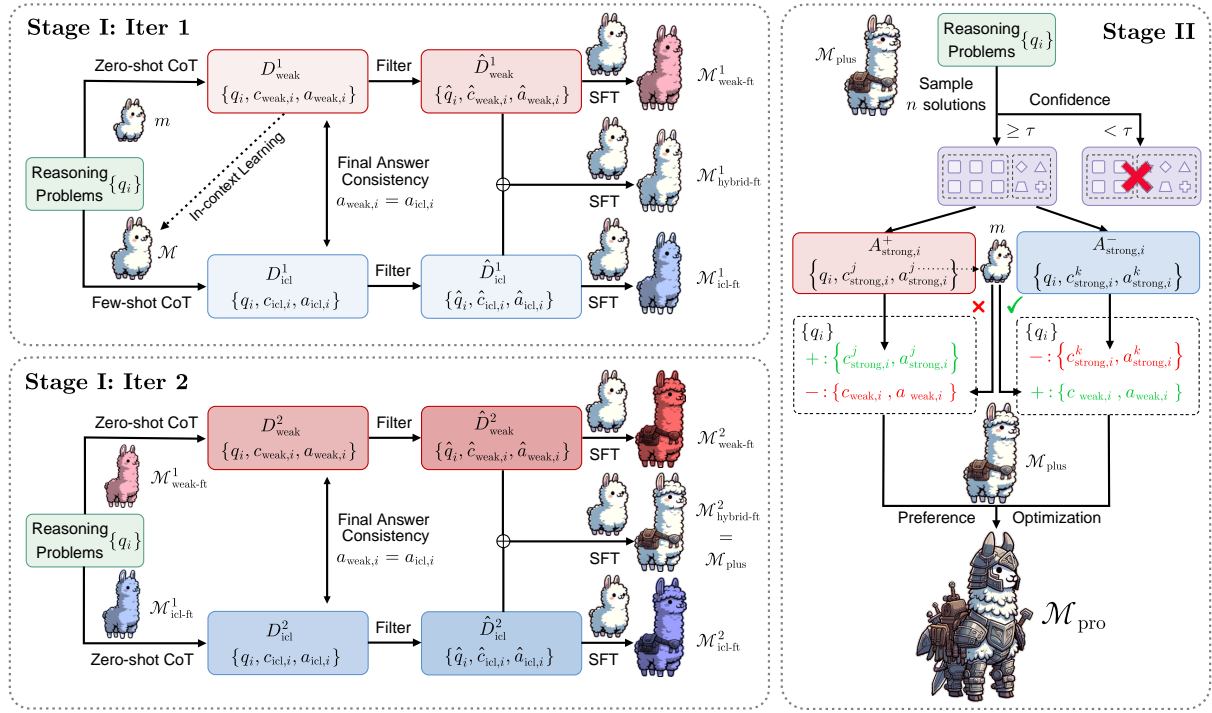 Stage I: Iter 1
Zero-shot CoT
m
Reasoning
Problems {q_i}
In-context Learning
ℳ
Few-shot CoT
D^1_weak
{q_i, c_weak,i, a_weak,i}
Filter
D̂^1_weak
{q̂_i, ĉ_weak,i, â_weak,i}
SFT
ℳ^1_weak-ft
Final Answer
Consistency
a_weak,i = a_icl,i
⊕
SFT
ℳ^1_hybrid-ft
D^1_icl
{q_i, c_icl,i, a_icl,i}
Filter
D̂^1_icl
{q̂_i, ĉ_icl,i, â_icl,i}
SFT
ℳ^1_icl-ft
Stage I: Iter 2
Zero-shot CoT
ℳ^1_weak-ft
Reasoning
Problems {q_i}
ℳ^1_icl-ft
Zero-shot CoT
D^2_weak
{q_i, c_weak,i, a_weak,i}
Filter
D̂^2_weak
{q̂_i, ĉ_weak,i, â_weak,i}
SFT
ℳ^2_weak-ft
Final Answer
Consistency
a_weak,i = a_icl,i
⊕
SFT
ℳ^2_hybrid-ft
=
ℳ_plus
D^2_icl
{q_i, c_icl,i, a_icl,i}
Filter
D̂^2_icl
{q̂_i, ĉ_icl,i, â_icl,i}
SFT
ℳ^2_icl-ft
Stage II
ℳ_plus
Reasoning
Problems {q_i}
Sample
n solutions
Confidence
≥ τ
< τ
A^+_strong,i
{q_i, c^j_strong,i, a^j_strong,i}
m
A^-_strong,i
{q_i, c^k_strong,i, a^k_strong,i}
{q_i}
+ : {c^j_strong,i, a^j_strong,i}
− : {c_weak,i , a_weak,i }
{q_i}
− : {c^k_strong,i, a^k_strong,i}
+ : {c_weak,i , a_weak,i }
ℳ_plus
Preference Optimization
ℳ_pro